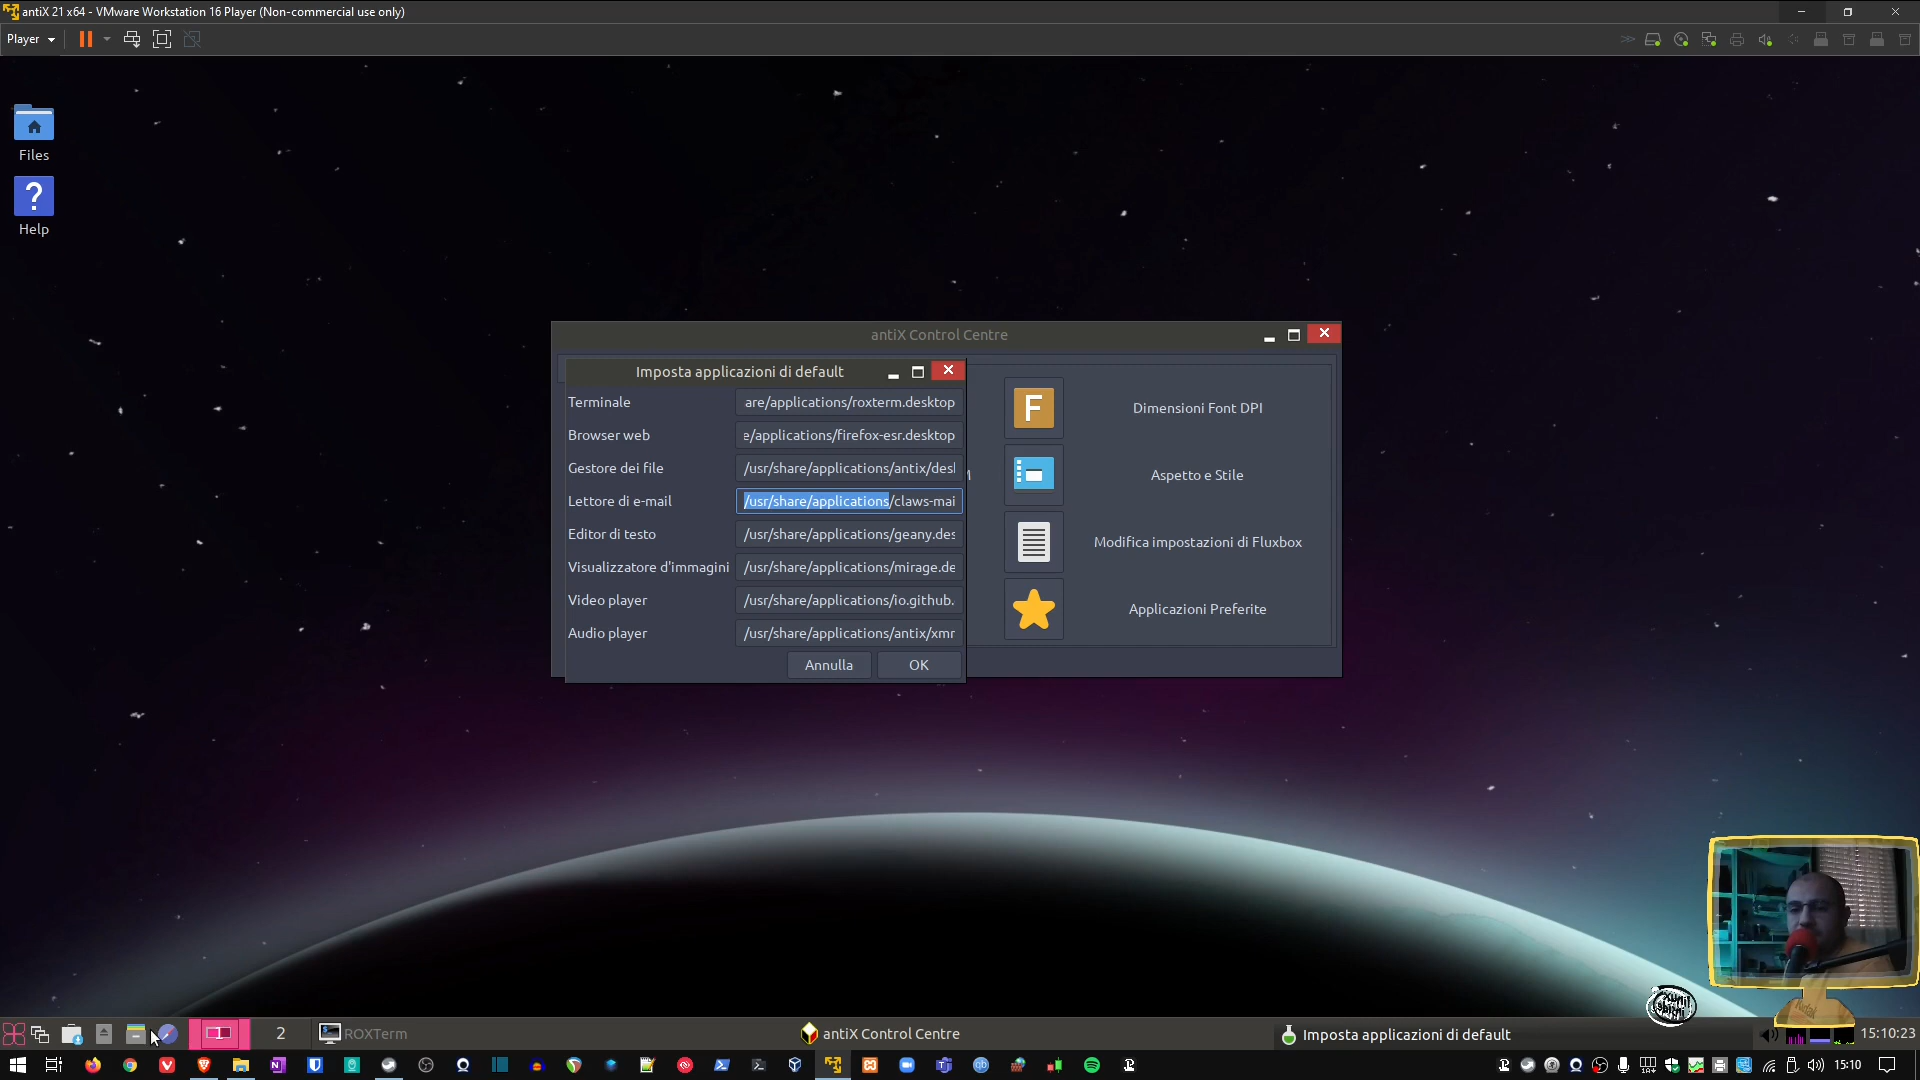 antiX 21 x64 - VMware Workstation 16 Player (Non-commercial use only)
Player
Files
Help
antiX Control Centre
Imposta applicazioni di default
Terminale
are/applications/roxterm.desktop
Browser web
e/applications/firefox-esr.desktop
Gestore dei file
/usr/share/applications/antix/des
Lettore di e-mail
/usr/share/applications/claws-mai
Editor di testo
/usr/share/applications/geany.des
Visualizzatore d'immagini
/usr/share/applications/mirage.de
Video player
/usr/share/applications/io.github.
Audio player
/usr/share/applications/antix/xmr
Annulla
OK
F
Dimensioni Font DPI
Aspetto e Stile
Modifica impostazioni di Fluxbox
Applicazioni Preferite
1
2
ROXTerm
antiX Control Centre
Imposta applicazioni di default
15:10:23
15:10